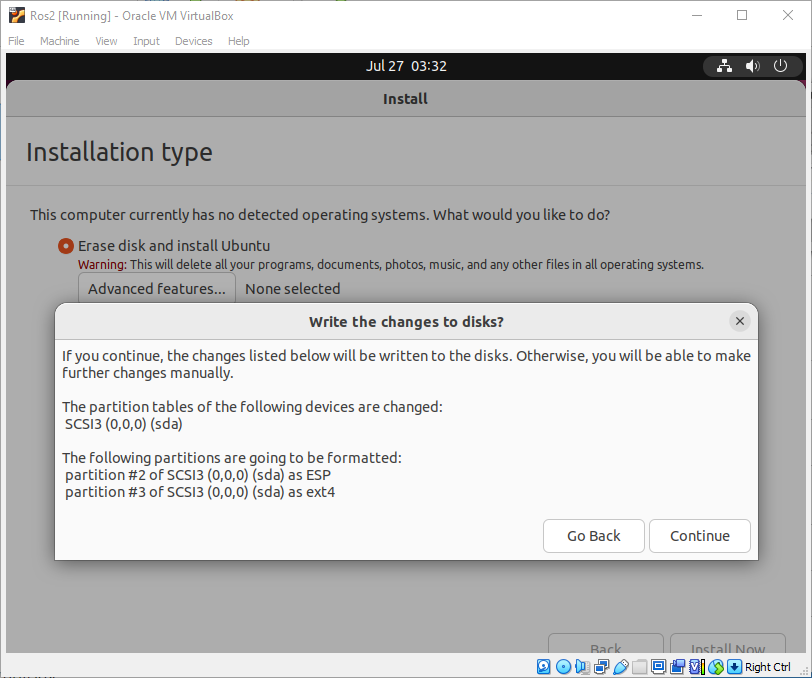 Ros2 [Running] - Oracle VM VirtualBox
File Machine View Input Devices Help
Jul 27 03:32
Install
Installation type
This computer currently has no detected operating systems. What would you like to do?
Erase disk and install Ubuntu
Warning: This will delete all your programs, documents, photos, music, and any other files in all operating systems.
Advanced features... None selected
Write the changes to disks?
If you continue, the changes listed below will be written to the disks. Otherwise, you will be able to make
further changes manually.
The partition tables of the following devices are changed:
SCSI3 (0,0,0) (sda)
The following partitions are going to be formatted:
partition #2 of SCSI3 (0,0,0) (sda) as ESP
partition #3 of SCSI3 (0,0,0) (sda) as ext4
Go Back Continue
Back Install Now
Right Ctrl